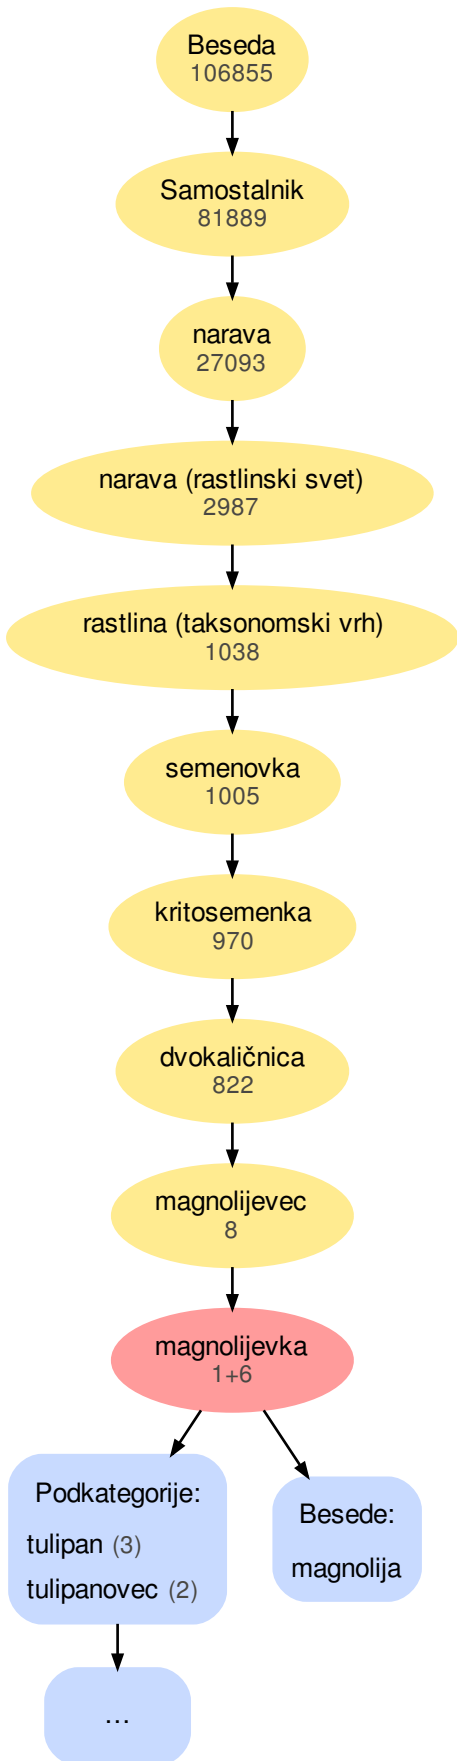 Beseda
106855
Samostalnik
81889
narava
27093
narava (rastlinski svet)
2987
rastlina (taksonomski vrh)
1038
semenovka
1005
kritosemenka
970
dvokaličnica
822
magnolijevec
8
magnolijevka
1+6
Podkategorije:
tulipan (3)
tulipanovec (2)
Besede:
magnolija
...